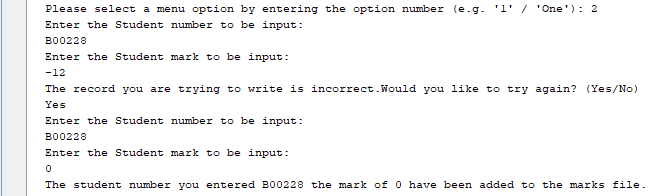 Please select a menu option by entering the option number (e.g. '1' / 'One'): 2
Enter the Student number to be input:
B00228
Enter the Student mark to be input:
-12
The record you are trying to write is incorrect.Would you like to try again? (Yes/No)
Yes
Enter the Student number to be input:
B00228
Enter the Student mark to be input:
0
The student number you entered B00228 the mark of 0 have been added to the marks file.